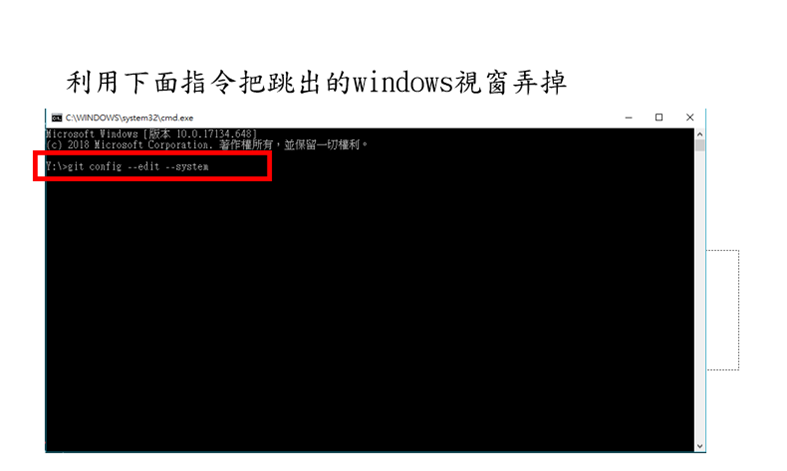 利用下面指令把跳出的windows視窗弄掉
C:\WINDOWS\system32\cmd.exe
Microsoft Windows [版本 10.0.17134.648]
(c) 2018 Microsoft Corporation. 著作權所有，並保留一切權利。
Y:\>git config --edit --system